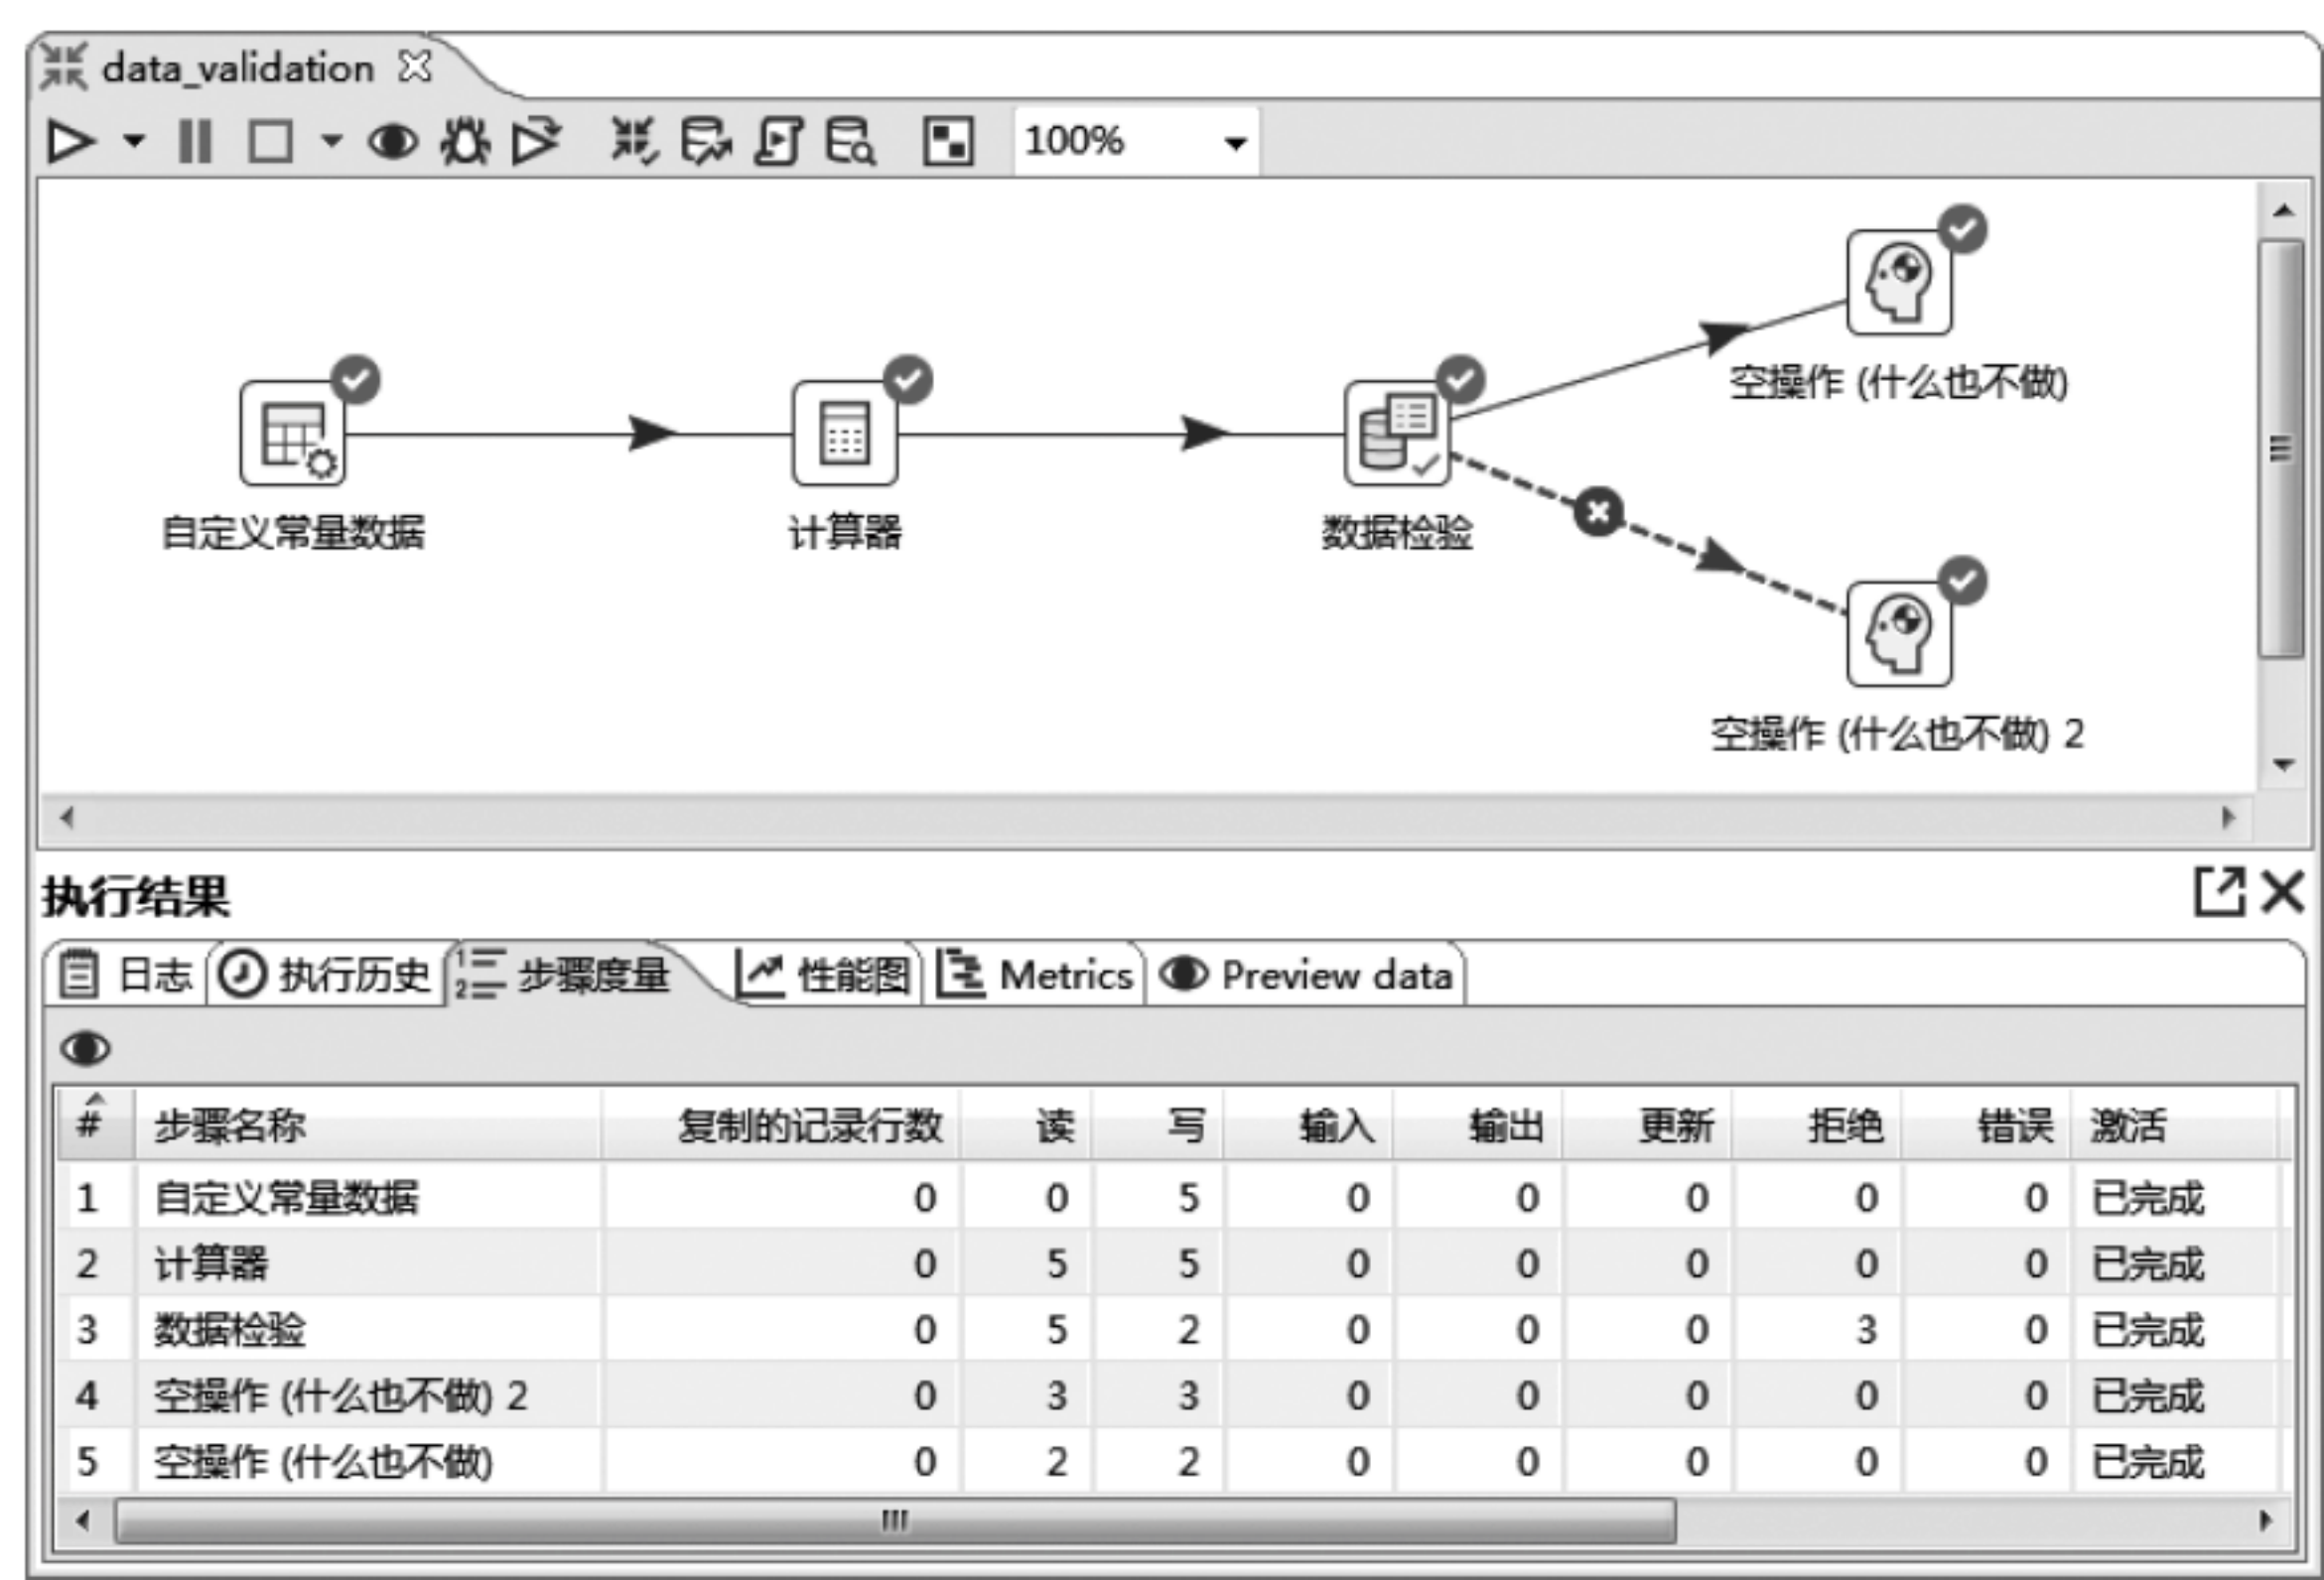 data_validation
100%
空操作 (什么也不做)
自定义常量数据
计算器
数据检验
空操作 (什么也不做) 2
执行结果
日志 执行历史 步骤度量 性能图 Metrics Preview data
# 步骤名称 复制的记录行数 读 写 输入 输出 更新 拒绝 错误 激活
1 自定义常量数据 0 0 5 0 0 0 0 0 已完成
2 计算器 0 5 5 0 0 0 0 0 已完成
3 数据检验 0 5 2 0 0 0 3 0 已完成
4 空操作 (什么也不做) 2 0 3 3 0 0 0 0 0 已完成
5 空操作 (什么也不做) 0 2 2 0 0 0 0 0 已完成